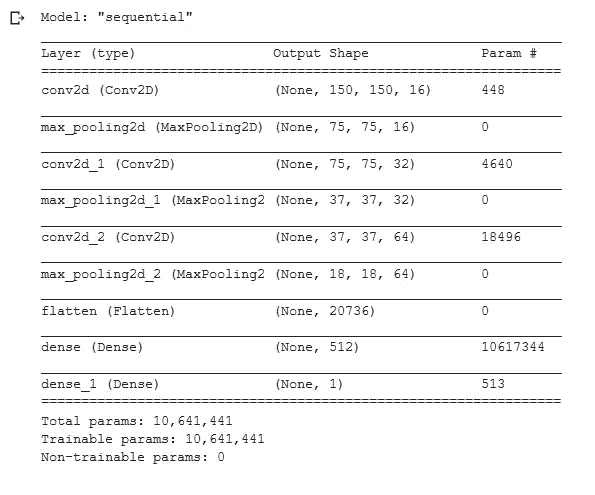 Model: "sequential"
Layer (type) Output Shape Param #
conv2d (Conv2D) (None, 150, 150, 16) 448
max_pooling2d (MaxPooling2D) (None, 75, 75, 16) 0
conv2d_1 (Conv2D) (None, 75, 75, 32) 4640
max_pooling2d_1 (MaxPooling2 (None, 37, 37, 32) 0
conv2d_2 (Conv2D) (None, 37, 37, 64) 18496
max_pooling2d_2 (MaxPooling2 (None, 18, 18, 64) 0
flatten (Flatten) (None, 20736) 0
dense (Dense) (None, 512) 10617344
dense_1 (Dense) (None, 1) 513
Total params: 10,641,441
Trainable params: 10,641,441
Non-trainable params: 0